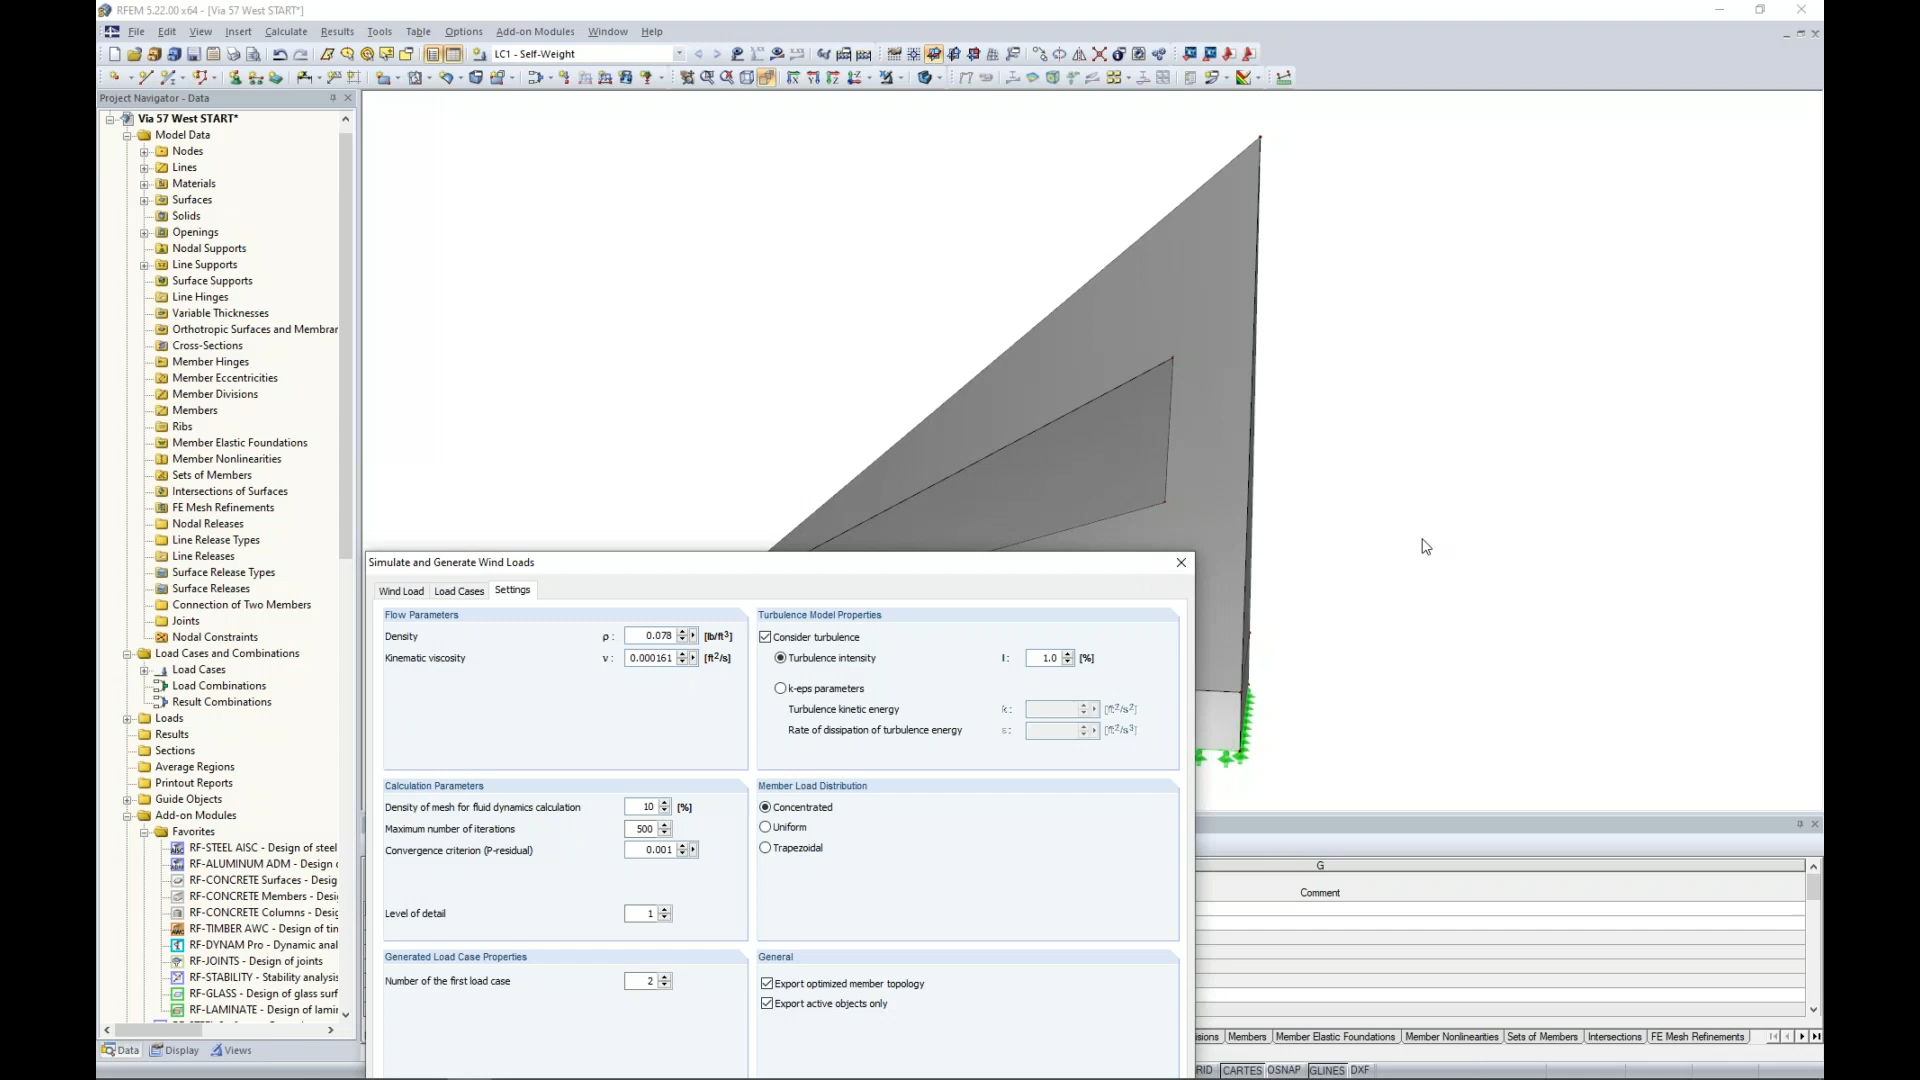 RFEM 5.22.00 x64 - [Via 57 West START*]
File Edit View Insert Calculate Results Tools Table Options Add-on Modules Window Help
LC1 - Self-Weight
Project Navigator - Data
Via 57 West START*
Model Data
Nodes
Lines
Materials
Surfaces
Solids
Openings
Nodal Supports
Line Supports
Surface Supports
Line Hinges
Variable Thicknesses
Orthotropic Surfaces and Membrar
Cross-Sections
Member Hinges
Member Eccentricities
Member Divisions
Members
Ribs
Member Elastic Foundations
Member Nonlinearities
Sets of Members
Intersections of Surfaces
FE Mesh Refinements
Nodal Releases
Line Release Types
Line Releases
Surface Release Types
Surface Releases
Connection of Two Members
Joints
Nodal Constraints
Load Cases and Combinations
Load Cases
Load Combinations
Result Combinations
Loads
Results
Sections
Average Regions
Printout Reports
Guide Objects
Add-on Modules
Favorites
RF-STEEL AISC - Design of steel
RF-ALUMINUM ADM - Design o
RF-CONCRETE Surfaces - Desig
RF-CONCRETE Members - Desi
RF-CONCRETE Columns - Desig
RF-TIMBER AWC - Design of tin
RF-DYNAM Pro - Dynamic anal
RF-JOINTS - Design of joints
RF-STABILITY - Stability analysis
RF-GLASS - Design of glass surf
RF-LAMINATE - Design of lamir
Data Display Views
Simulate and Generate Wind Loads
Wind Load Load Cases Settings
Flow Parameters
Density ρ : 0.078 [lb/ft3]
Kinematic viscosity ν : 0.000161 [ft2/s]
Turbulence Model Properties
Consider turbulence
Turbulence intensity I : 1.0 [%]
k-eps parameters
Turbulence kinetic energy k : [ft2/s2]
Rate of dissipation of turbulence energy ε : [ft2/s3]
Calculation Parameters
Density of mesh for fluid dynamics calculation 10 [%]
Maximum number of iterations 500
Convergence criterion (P-residual) 0.001
Level of detail 1
Member Load Distribution
Concentrated
Uniform
Trapezoidal
Generated Load Case Properties
Number of the first load case 2
General
Export optimized member topology
Export active objects only
G
Comment
isions Members Member Elastic Foundations Member Nonlinearities Sets of Members Intersections FE Mesh Refinements
RID CARTES OSNAP GLINES DXF